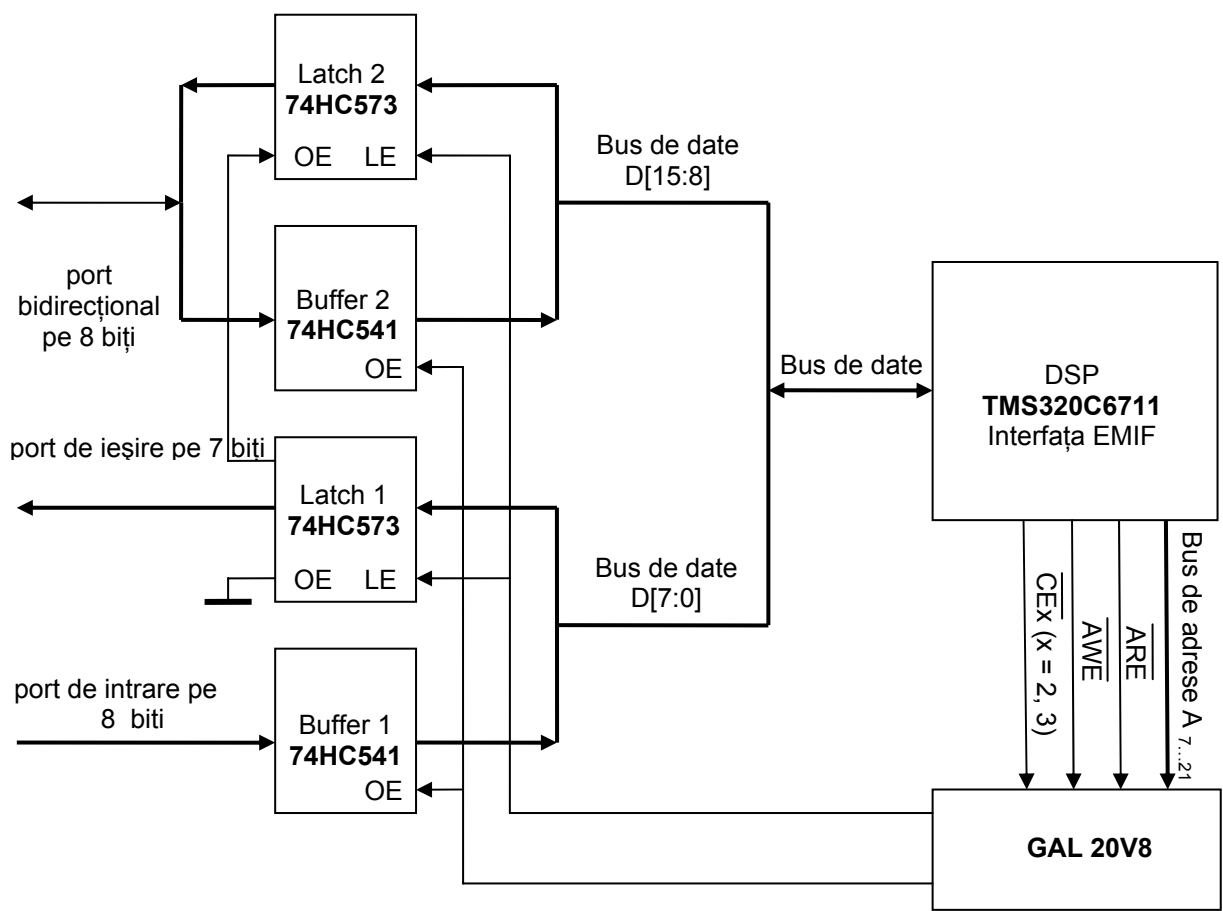 Latch 2
74HC573
OE LE
Bus de date
D[15:8]
port
bidirecțional
pe 8 biți
Buffer 2
74HC541
OE
Bus de date
DSP
TMS320C6711
Interfața EMIF
port de ieşire pe 7 biți
Latch 1
74HC573
OE LE
Bus de date
D[7:0]
CEx (x = 2, 3)
AWE
ARE
Bus de adrese A 7...21
port de intrare pe
8 biti
Buffer 1
74HC541
OE
GAL 20V8